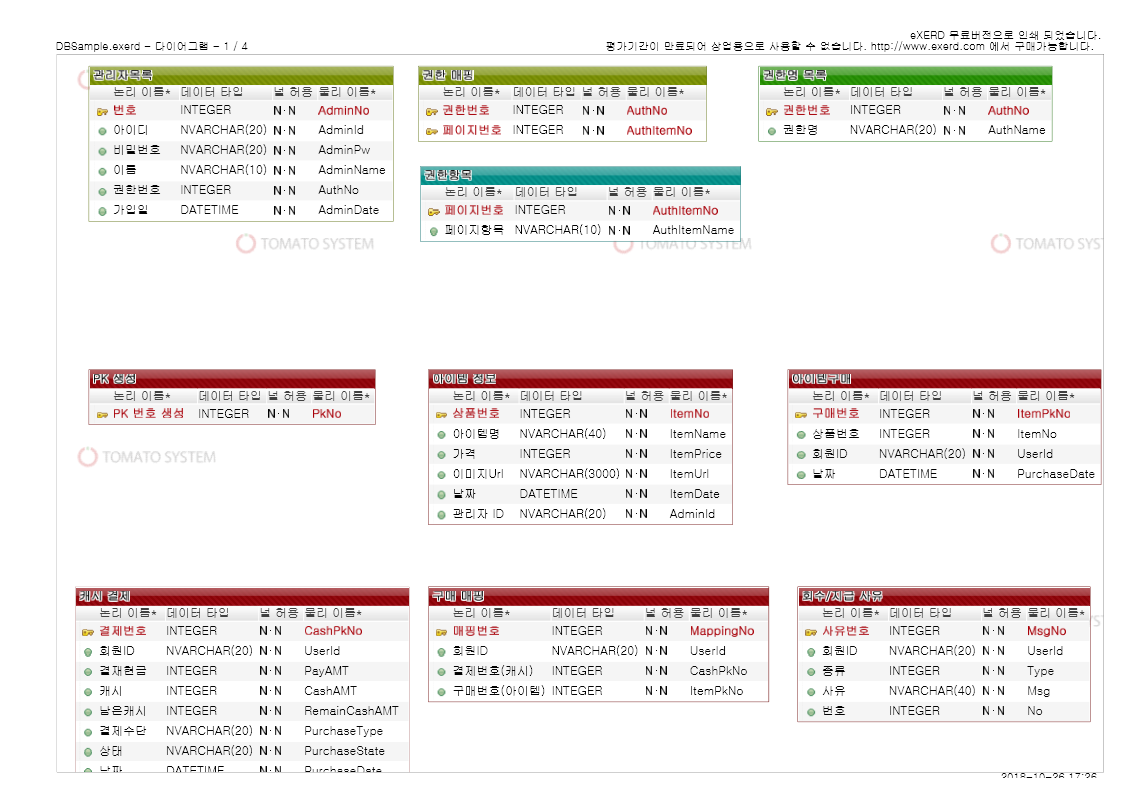 eXERD 무료버전으로 인쇄 되었습니다.
DBSample.exerd - 다이어그램 - 1 / 4
평가기간이 만료되어 상업용으로 사용할 수 없습니다. http://www.exerd.com 에서 구매가능합니다.
관리자목록
논리 이름* 데이터 타입 널 허용 물리 이름*
번호 INTEGER N·N AdminNo
아이디 NVARCHAR(20) N·N AdminId
비밀번호 NVARCHAR(20) N·N AdminPw
이름 NVARCHAR(10) N·N AdminName
권한번호 INTEGER N·N AuthNo
가입일 DATETIME N·N AdminDate
권한 매핑
논리 이름* 데이터 타입 널 허용 물리 이름*
권한번호 INTEGER N·N AuthNo
페이지번호 INTEGER N·N AuthItemNo
권한명 목록
논리 이름* 데이터 타입 널 허용 물리 이름*
권한번호 INTEGER N·N AuthNo
권한명 NVARCHAR(20) N·N AuthName
권한항목
논리 이름* 데이터 타입 널 허용 물리 이름*
페이지번호 INTEGER N·N AuthItemNo
페이지항목 NVARCHAR(10) N·N AuthItemName
TOMATO SYSTEM
TOMATO SYSTEM
TOMATO SYST
PK 생성
논리 이름* 데이터 타입 널 허용 물리 이름*
PK 번호 생성 INTEGER N·N PkNo
아이템 정보
논리 이름* 데이터 타입 널 허용 물리 이름*
상품번호 INTEGER N·N ItemNo
아이템명 NVARCHAR(40) N·N ItemName
가격 INTEGER N·N ItemPrice
이미지Url NVARCHAR(3000) N·N ItemUrl
날짜 DATETIME N·N ItemDate
관리자 ID NVARCHAR(20) N·N AdminId
아이템구매
논리 이름* 데이터 타입 널 허용 물리 이름*
구매번호 INTEGER N·N ItemPkNo
상품번호 INTEGER N·N ItemNo
회원ID NVARCHAR(20) N·N UserId
날짜 DATETIME N·N PurchaseDate
TOMATO SYSTEM
캐시 결제
논리 이름* 데이터 타입 널 허용 물리 이름*
결제번호 INTEGER N·N CashPkNo
회원ID NVARCHAR(20) N·N UserId
결재현금 INTEGER N·N PayAMT
캐시 INTEGER N·N CashAMT
남은캐시 INTEGER N·N RemainCashAMT
결제수단 NVARCHAR(20) N·N PurchaseType
상태 NVARCHAR(20) N·N PurchaseState
날짜 DATETIME N·N PurchaseDate
구매 매핑
논리 이름* 데이터 타입 널 허용 물리 이름*
매핑번호 INTEGER N·N MappingNo
회원ID NVARCHAR(20) N·N UserId
결제번호(캐시) INTEGER N·N CashPkNo
구매번호(아이템) INTEGER N·N ItemPkNo
회수/지급 사유
논리 이름* 데이터 타입 널 허용 물리 이름*
사유번호 INTEGER N·N MsgNo
회원ID NVARCHAR(20) N·N UserId
종류 INTEGER N·N Type
사유 NVARCHAR(40) N·N Msg
번호 INTEGER N·N No
2018-10-26 17:26